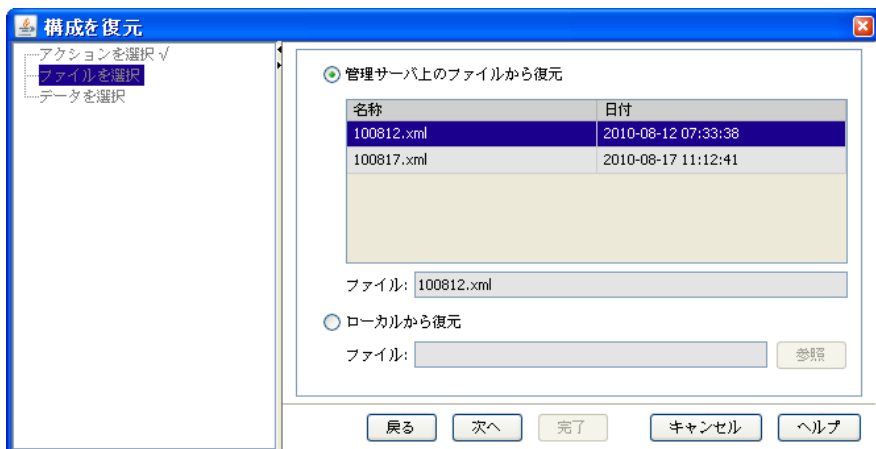 構成を復元
アクションを選択 √
ファイルを選択
データを選択
管理サーバ上のファイルから復元
名称 日付
100812.xml 2010-08-12 07:33:38
100817.xml 2010-08-17 11:12:41
ファイル: 100812.xml
ローカルから復元
ファイル: 参照
戻る 次へ 完了 キャンセル ヘルプ